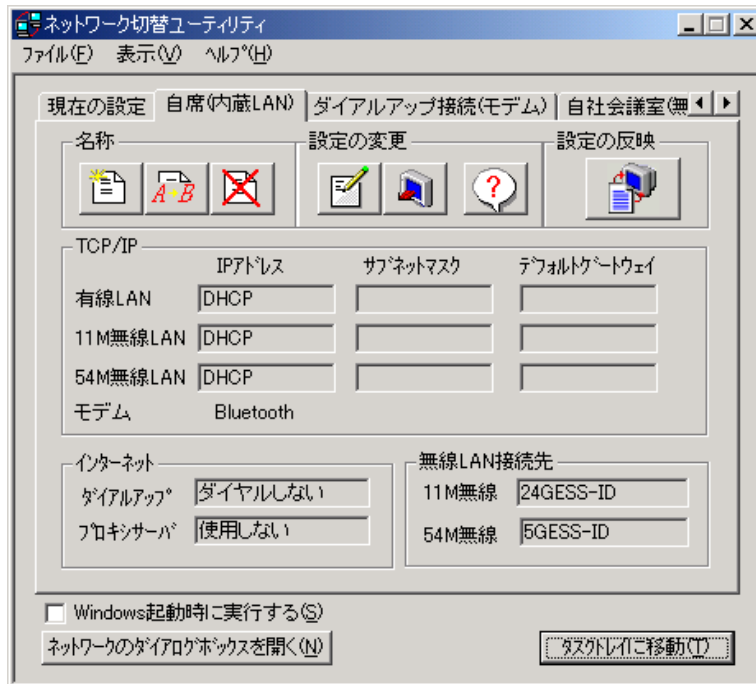 ネットワーク切替ユーティリティ
ファイル(F) 表示(V) ヘルプ(H)
現在の設定 自席(内蔵LAN) ダイアルアップ接続(モデム) 自社会議室(無
名称 設定の変更 設定の反映
A→B ?
TCP/IP
IPアドレス サブネットマスク デフォルトゲートウェイ
有線LAN DHCP
11M無線LAN DHCP
54M無線LAN DHCP
モデム Bluetooth
インターネット
ダイアルアップ ダイヤルしない
プロキシサーバ 使用しない
無線LAN接続先
11M無線 24GESS-ID
54M無線 5GESS-ID
Windows起動時に実行する(S)
ネットワークのダイアログボックスを開く(N) タスクトレイに移動(T)